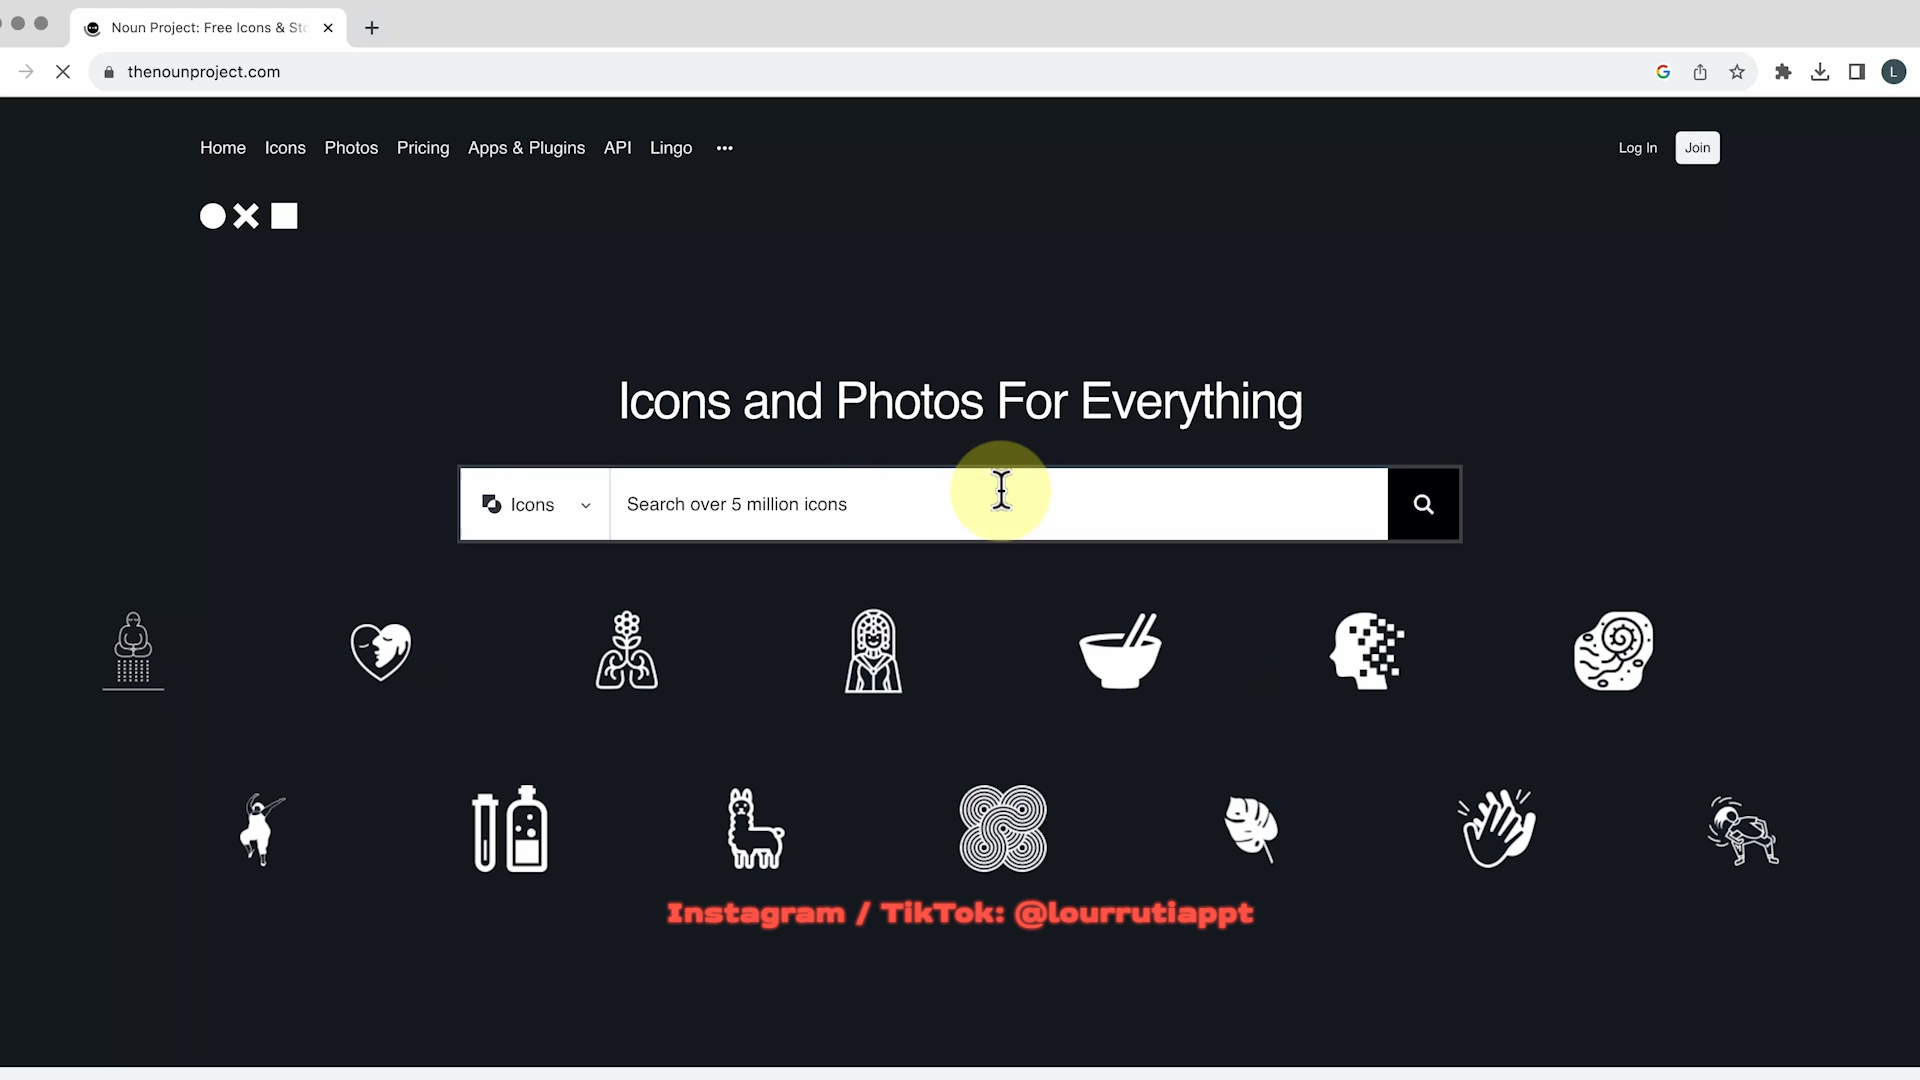 Noun Project: Free Icons & Sto
thenounproject.com
L
Home Icons Photos Pricing Apps & Plugins API Lingo •••
Log In Join
Icons and Photos For Everything
Icons Search over 5 million icons
Instagram / TikTok: @lourrutiappt